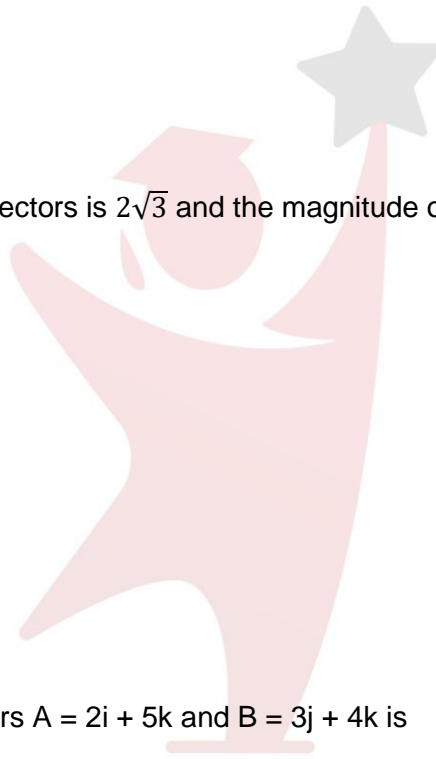 ectors is 2√3 and the magnitude
rs A = 2i + 5k and B = 3j + 4k is